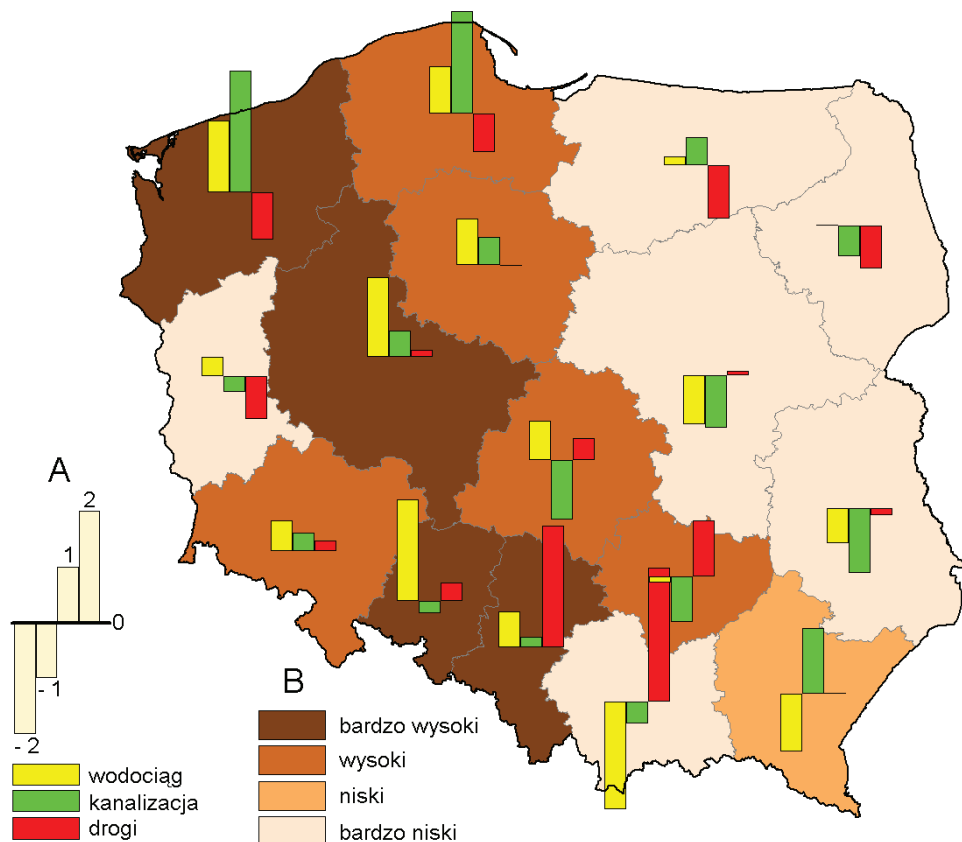 A
2
1
0
- 1
- 2
wodociąg
kanalizacja
drogi
B
bardzo wysoki
wysoki
niski
bardzo niski